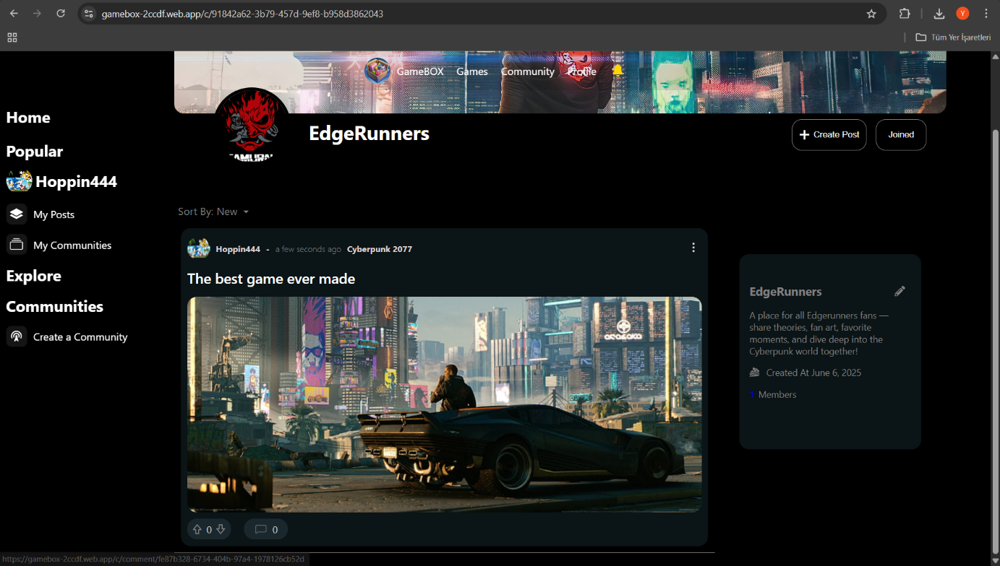 gamebox-2ccdf.web.app/c/91842a62-3b79-457d-9ef8-b958d3862043
Y
Tüm Yer İşaretleri
GameBOX Games Community Profile
Home
Popular
Hoppin444
My Posts
My Communities
Explore
Communities
Create a Community
SAMURAI
EdgeRunners
Create Post
Joined
Sort By: New
Hoppin444 - a few seconds ago Cyberpunk 2077
The best game ever made
arasaka
0
0
EdgeRunners
A place for all Edgerunners fans —
share theories, fan art, favorite
moments, and dive deep into the
Cyberpunk world together!
Created At June 6, 2025
1 Members
https://gamebox-2ccdf.web.app/c/comment/fe87b328-6734-404b-97a4-1978126cb52d